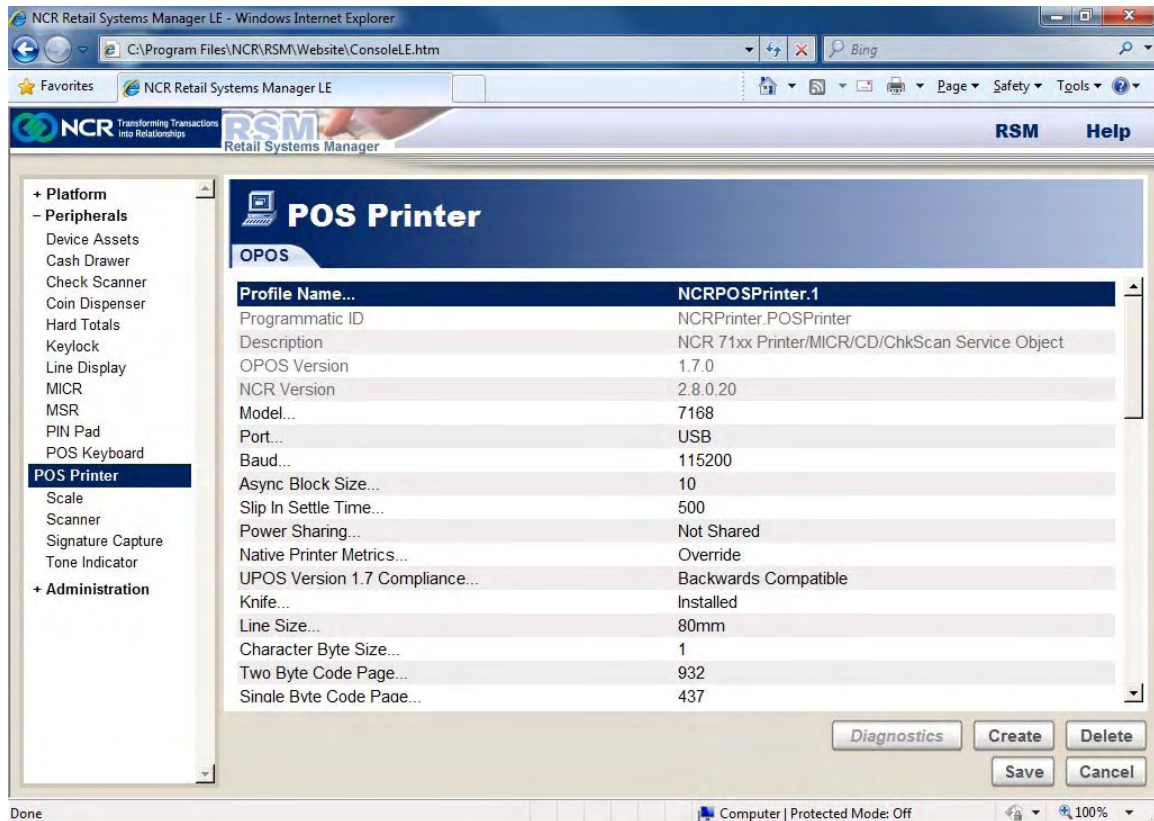 NCR Retail Systems Manager LE - Windows Internet Explorer
C:\Program Files\NCR\RSM\Website\ConsoleLE.htm
Bing
Favorites
NCR Retail Systems Manager LE
Page
Safety
Tools
NCR Transforming Transactions into Relationships
RSM
Retail Systems Manager
RSM
Help
+ Platform
– Peripherals
Device Assets
Cash Drawer
Check Scanner
Coin Dispenser
Hard Totals
Keylock
Line Display
MICR
MSR
PIN Pad
POS Keyboard
POS Printer
Scale
Scanner
Signature Capture
Tone Indicator
+ Administration
POS Printer
OPOS
Profile Name... NCRPOSPrinter.1
Programmatic ID NCRPrinter.POSPrinter
Description NCR 71xx Printer/MICR/CD/ChkScan Service Object
OPOS Version 1.7.0
NCR Version 2.8.0.20
Model... 7168
Port... USB
Baud... 115200
Async Block Size... 10
Slip In Settle Time... 500
Power Sharing... Not Shared
Native Printer Metrics... Override
UPOS Version 1.7 Compliance... Backwards Compatible
Knife... Installed
Line Size... 80mm
Character Byte Size... 1
Two Byte Code Page... 932
Single Byte Code Page... 437
Diagnostics
Create
Delete
Save
Cancel
Done
Computer | Protected Mode: Off
100%